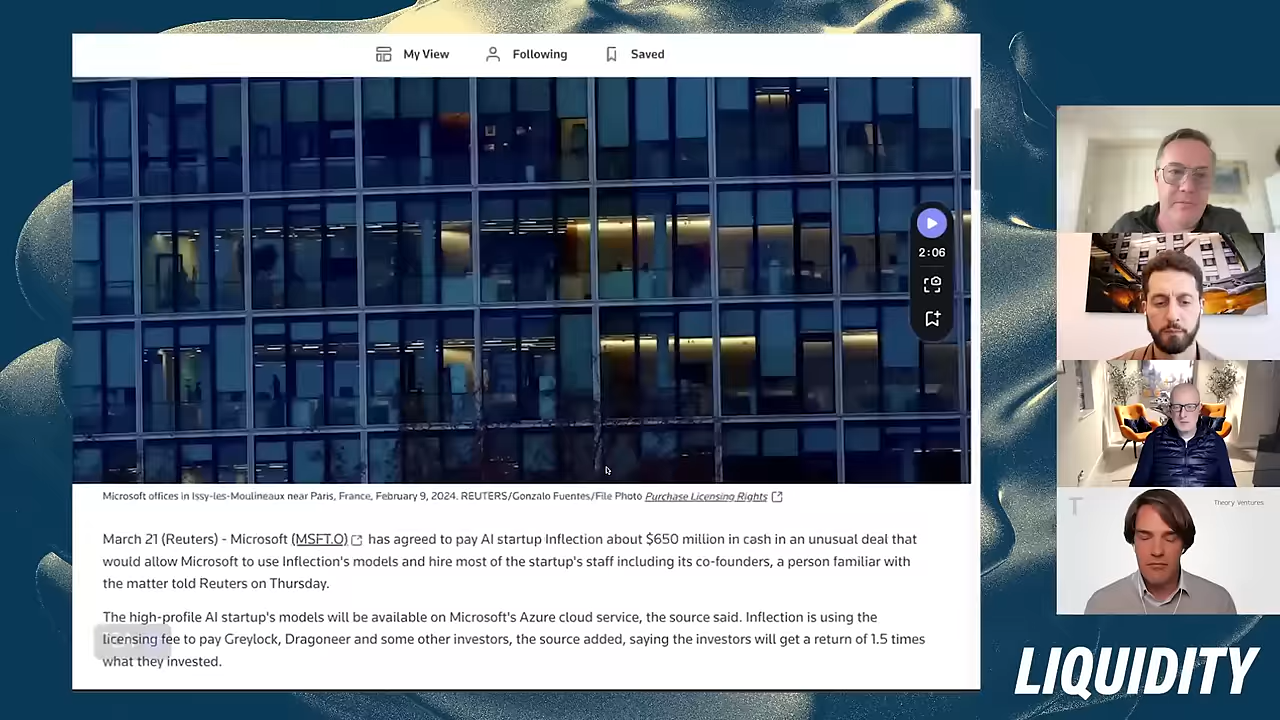 My View
Following
Saved
2:06
Microsoft offices in Issy-les-Moulineaux near Paris, France, February 9, 2024. REUTERS/Gonzalo Fuentes/File Photo Purchase Licensing Rights
March 21 (Reuters) - Microsoft (MSFT.O) has agreed to pay AI startup Inflection about $650 million in cash in an unusual deal that
would allow Microsoft to use Inflection's models and hire most of the startup's staff including its co-founders, a person familiar with
the matter told Reuters on Thursday.
The high-profile AI startup's models will be available on Microsoft's Azure cloud service, the source said. Inflection is using the
licensing fee to pay Greylock, Dragoneer and some other investors, the source added, saying the investors will get a return of 1.5 times
what they invested.
T
Theory Ventures
LIQUIDITY